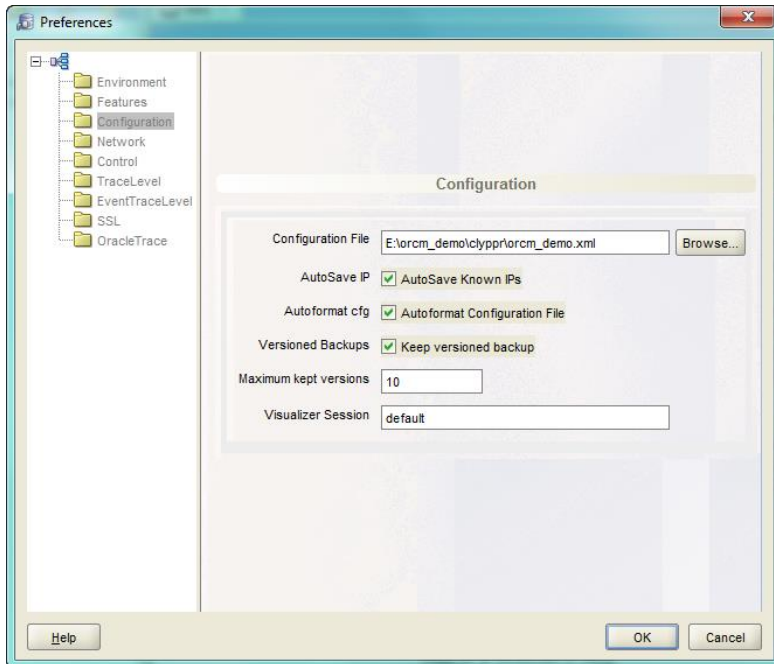 Preferences
Environment
Features
Configuration
Network
Control
TraceLevel
EventTraceLevel
SSL
OracleTrace
Configuration
Configuration File E:\orcm_demo\clyppr\orcm_demo.xml Browse...
AutoSave IP AutoSave Known IPs
Autoformat cfg Autoformat Configuration File
Versioned Backups Keep versioned backup
Maximum kept versions 10
Visualizer Session default
Help OK Cancel